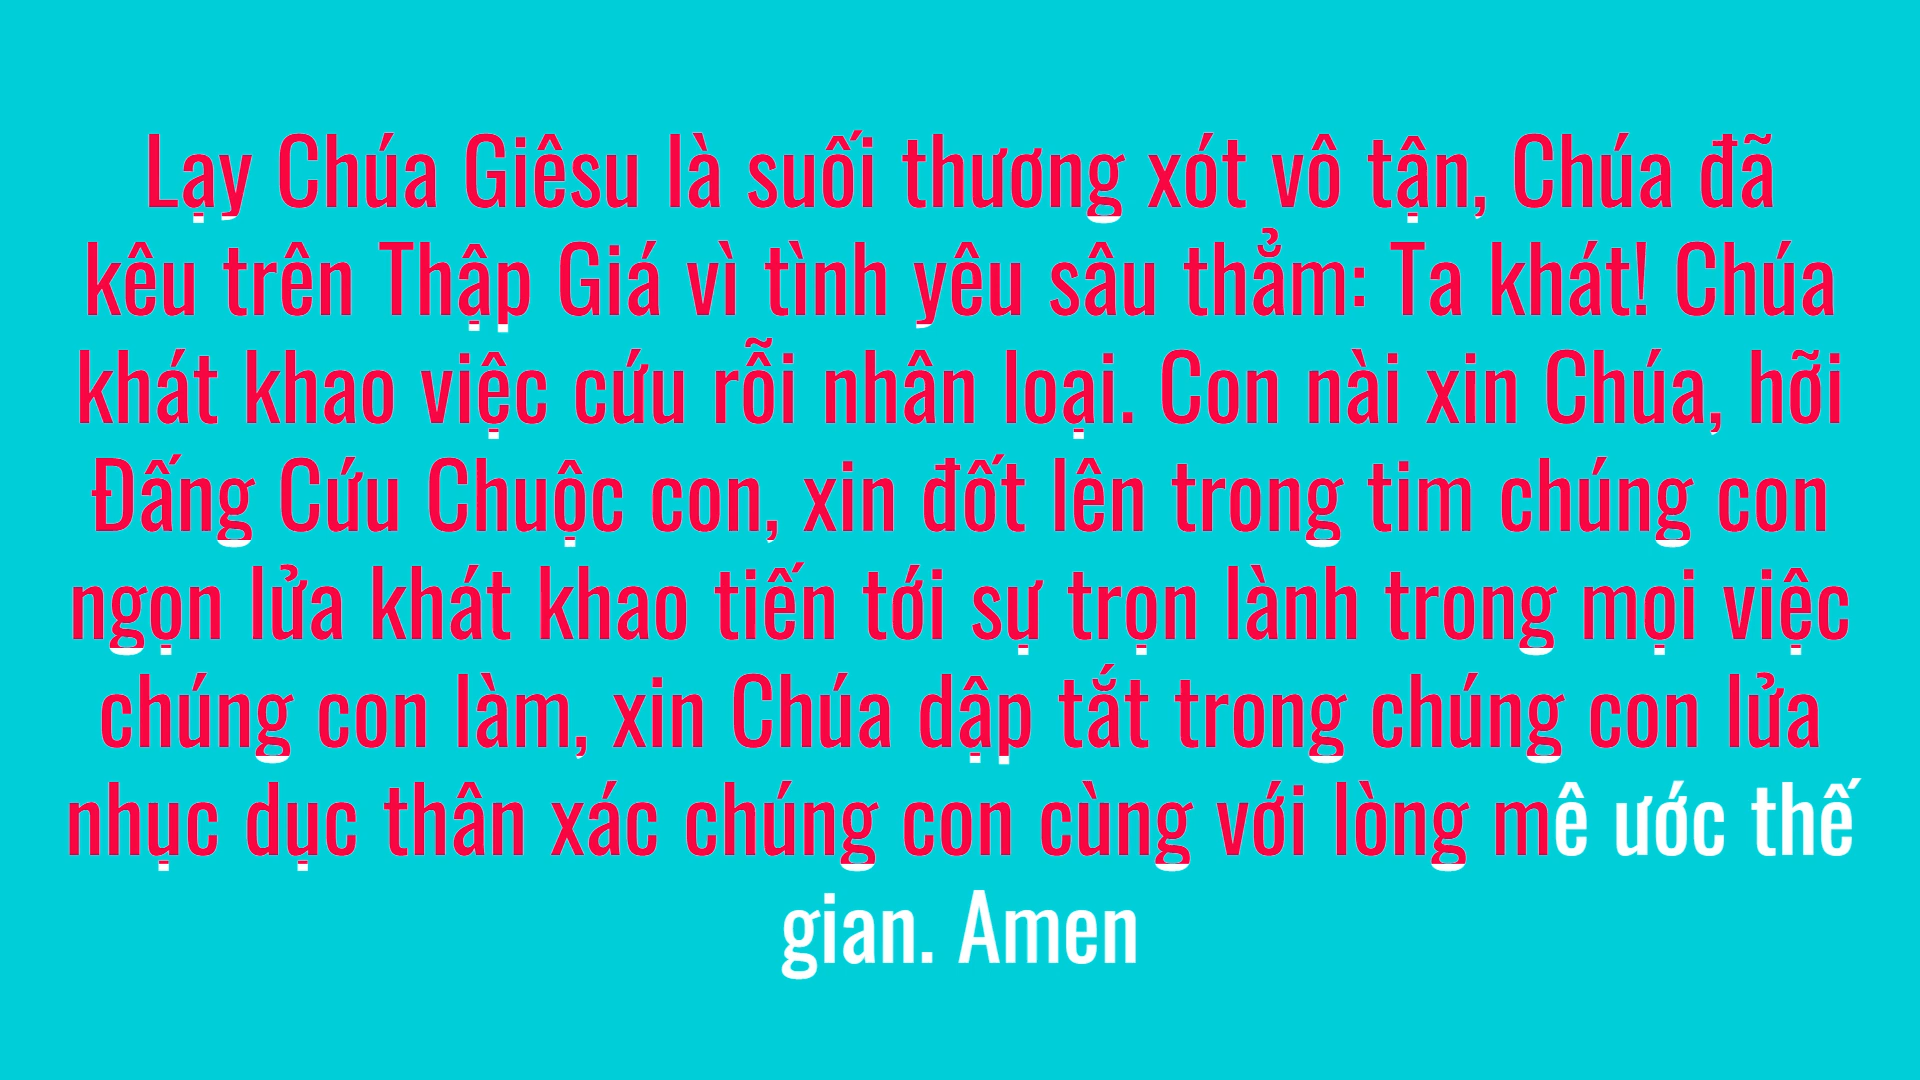 Lạy Chúa Giêsu là suối thương xót vô tận, Chúa đã
kêu trên Thập Giá vì tình yêu sâu thẳm: Ta khát! Chúa
khát khao việc cứu rỗi nhân loại. Con nài xin Chúa, hỡi
Đấng Cứu Chuộc con, xin đốt lên trong tim chúng con
ngọn lửa khát khao tiến tới sự trọn lành trong mọi việc
chúng con làm, xin Chúa dập tắt trong chúng con lửa
nhục dục thân xác chúng con cùng với lòng mê ước thế
gian. Amen